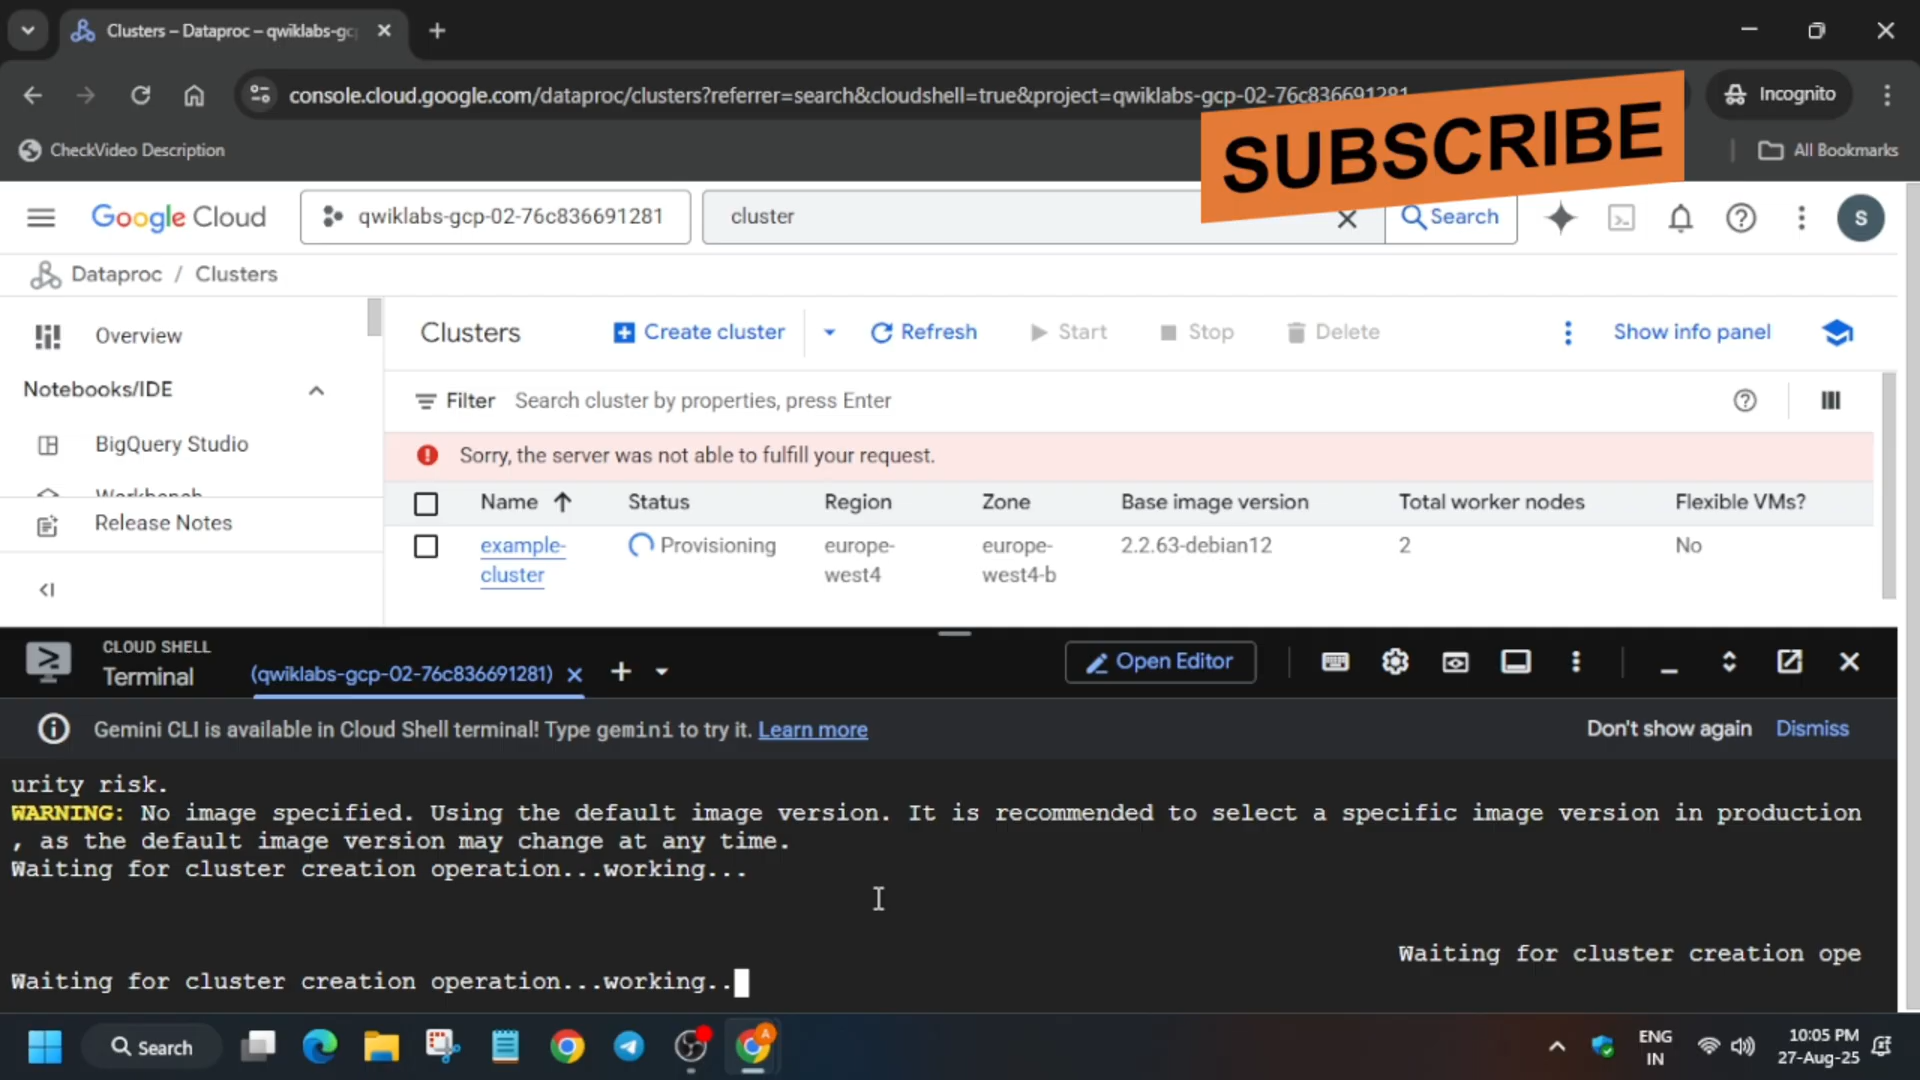 Clusters – Dataproc – qwiklabs-gc
console.cloud.google.com/dataproc/clusters?referrer=search&cloudshell=true&project=qwiklabs-gcp-02-76c836691281
Incognito
SUBSCRIBE
CheckVideo Description
All Bookmarks
Google Cloud
qwiklabs-gcp-02-76c836691281
cluster
Search
S
Dataproc / Clusters
Overview
Notebooks/IDE
BigQuery Studio
Workbench
Release Notes
Clusters
Create cluster
Refresh
Start
Stop
Delete
Show info panel
Filter Search cluster by properties, press Enter
Sorry, the server was not able to fulfill your request.
Name Status Region Zone Base image version Total worker nodes Flexible VMs?
example- Provisioning europe- europe- 2.2.63-debian12 2 No
cluster west4 west4-b
CLOUD SHELL
Terminal
(qwiklabs-gcp-02-76c836691281)
Open Editor
Gemini CLI is available in Cloud Shell terminal! Type gemini to try it. Learn more
Don't show again Dismiss
urity risk.
WARNING: No image specified. Using the default image version. It is recommended to select a specific image version in production
, as the default image version may change at any time.
Waiting for cluster creation operation...working...
Waiting for cluster creation ope
Waiting for cluster creation operation...working..
Search
A
ENG
IN
10:05 PM
27-Aug-25